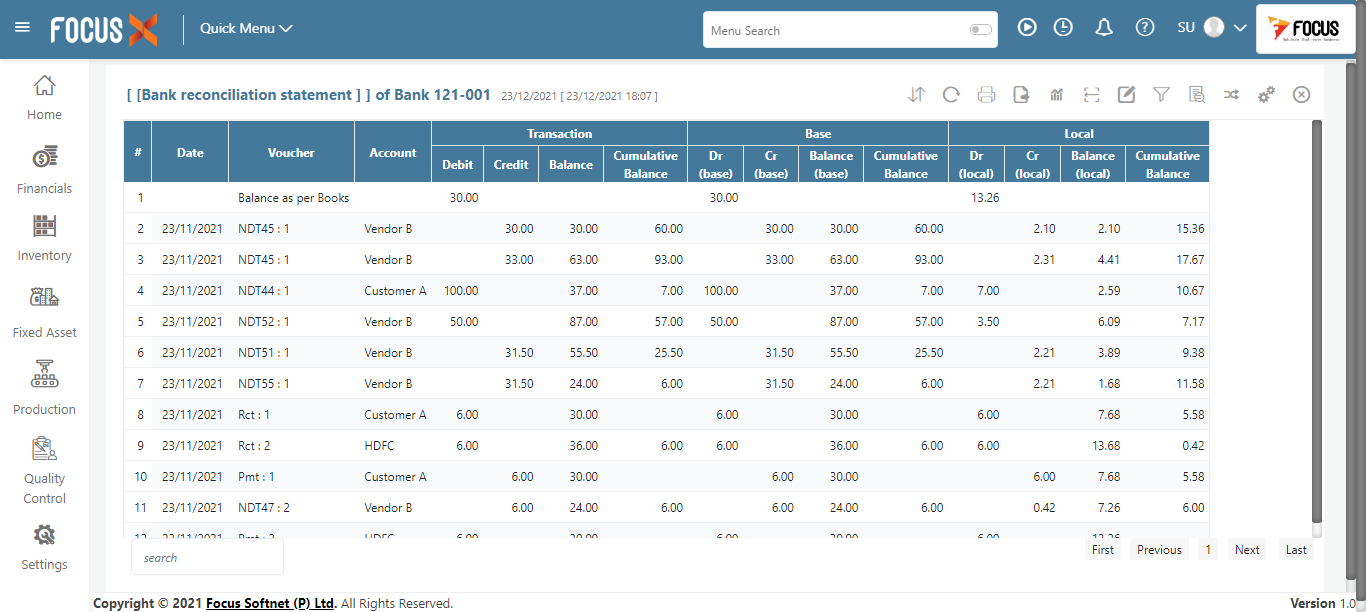 FOCUS X
Quick Menu
Menu Search
SU
FOCUS
Home
Financials
Inventory
Fixed Asset
Production
Quality
Control
Settings
[ [Bank reconciliation statement ] ] of Bank 121-001 23/12/2021 [ 23/12/2021 18:07 ]
Transaction Base Local
# Date Voucher Account Debit Credit Balance Cumulative Balance Dr (base) Cr (base) Balance (base) Cumulative Balance Dr (local) Cr (local) Balance (local) Cumulative Balance
1 Balance as per Books 30.00 30.00 13.26
2 23/11/2021 NDT45 : 1 Vendor B 30.00 30.00 60.00 30.00 30.00 60.00 2.10 2.10 15.36
3 23/11/2021 NDT45 : 1 Vendor B 33.00 63.00 93.00 33.00 63.00 93.00 2.31 4.41 17.67
4 23/11/2021 NDT44 : 1 Customer A 100.00 37.00 7.00 100.00 37.00 7.00 7.00 2.59 10.67
5 23/11/2021 NDT52 : 1 Vendor B 50.00 87.00 57.00 50.00 87.00 57.00 3.50 6.09 7.17
6 23/11/2021 NDT51 : 1 Vendor B 31.50 55.50 25.50 31.50 55.50 25.50 2.21 3.89 9.38
7 23/11/2021 NDT55 : 1 Vendor B 31.50 24.00 6.00 31.50 24.00 6.00 2.21 1.68 11.58
8 23/11/2021 Rct : 1 Customer A 6.00 30.00 6.00 30.00 6.00 7.68 5.58
9 23/11/2021 Rct : 2 HDFC 6.00 36.00 6.00 6.00 36.00 6.00 6.00 13.68 0.42
10 23/11/2021 Pmt : 1 Customer A 6.00 30.00 6.00 30.00 6.00 7.68 5.58
11 23/11/2021 NDT47 : 2 Vendor B 6.00 24.00 6.00 6.00 24.00 6.00 0.42 7.26 6.00
12 23/11/2021 HDFC 6.00 6.00 6.00
search
First Previous 1 Next Last
Copyright © 2021 Focus Softnet (P) Ltd. All Rights Reserved.
Version 1.0